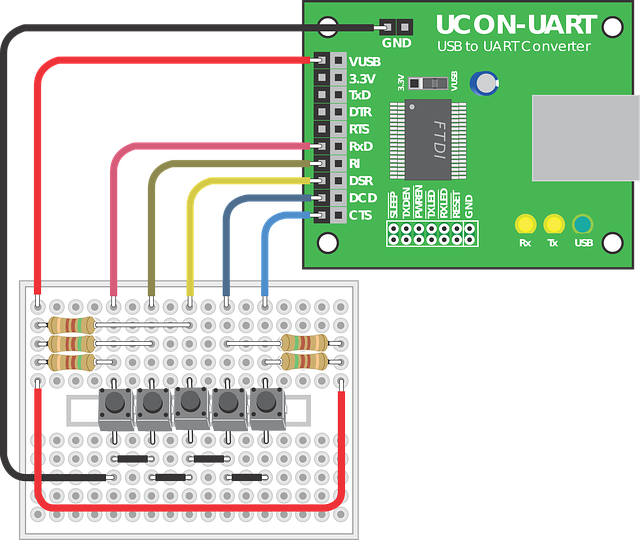 UCON-UART
USB to UART Converter
GND
VUSB
3.3V
TxD
DTR
RTS
RxD
RI
DSR
DCD
CTS
3.3V
VUSB
FTDI
SLEEP
TXDEN
PWREN
TXLED
RXLED
RESET
GND
Rx
Tx
USB